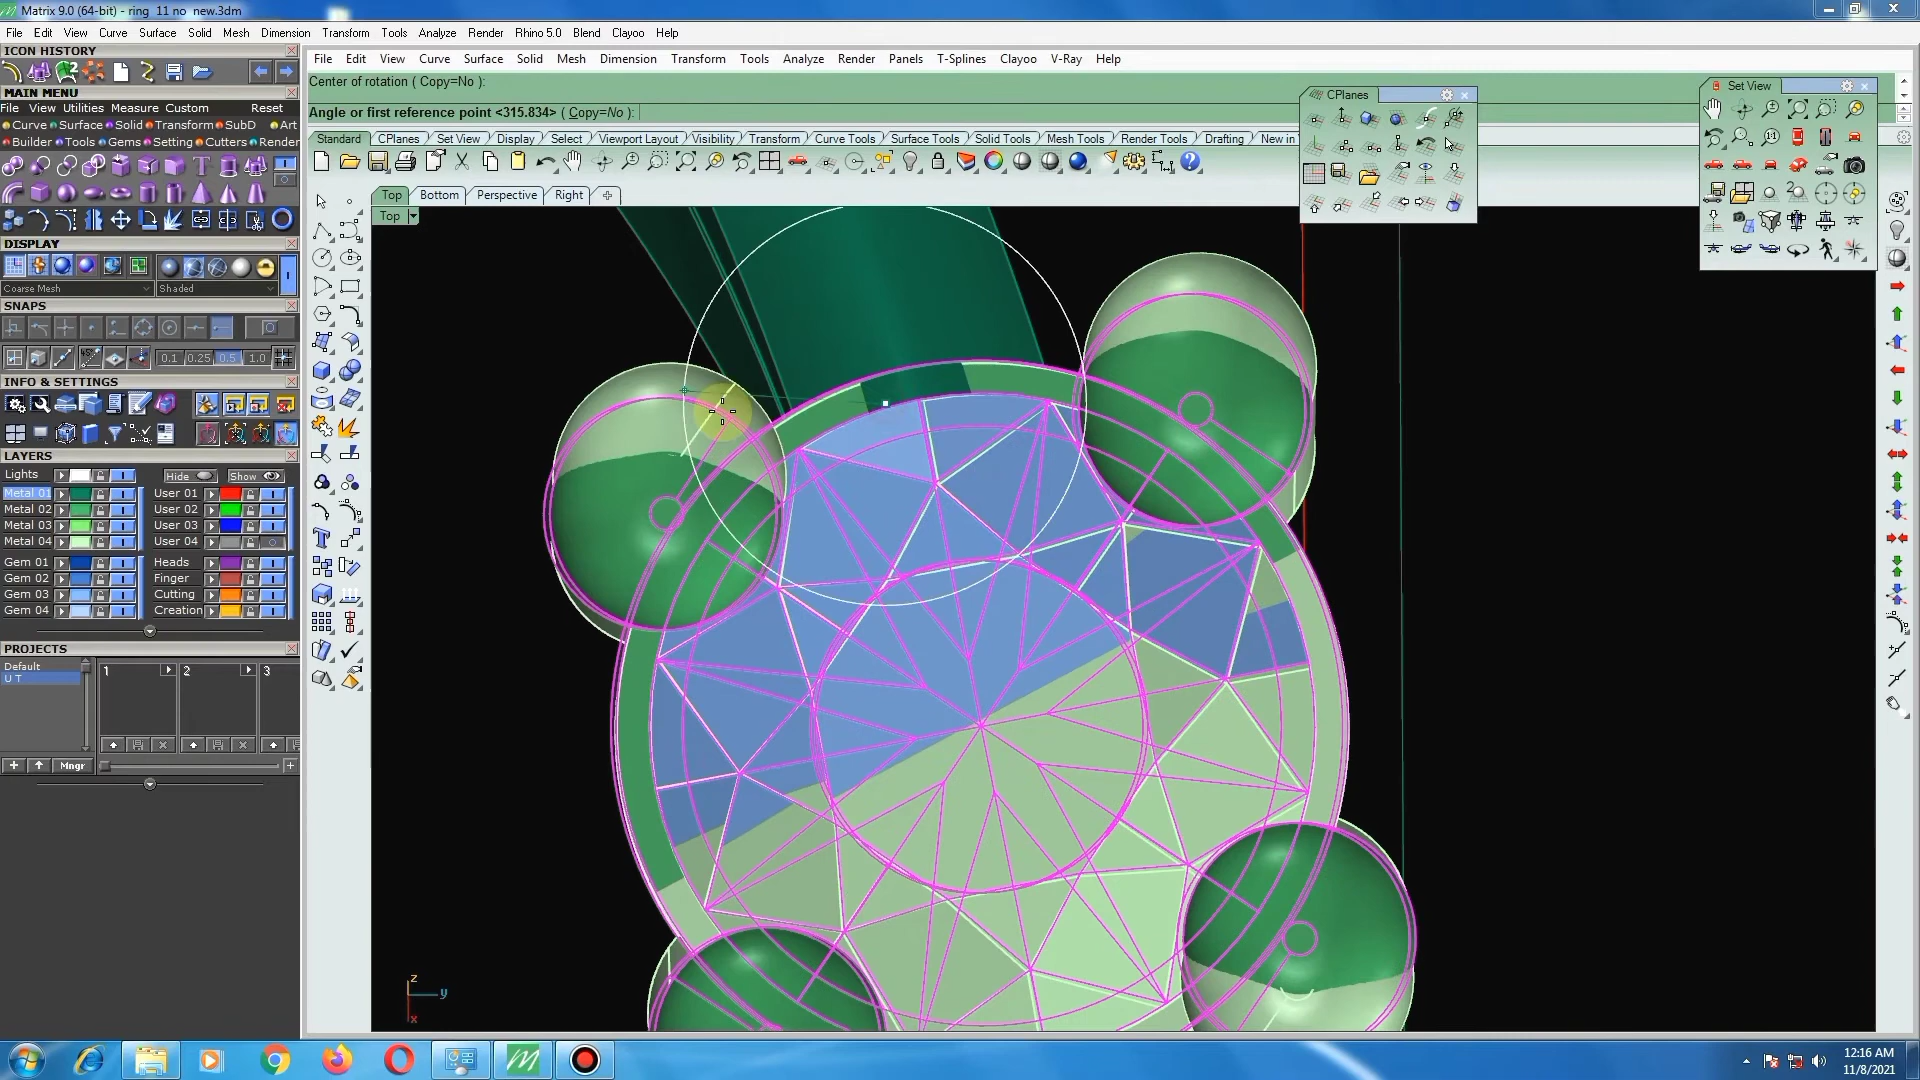 Matrix 9.0 (64-bit) - ring 11 no new.3dm
File Edit View Curve Surface Solid Mesh Dimension Transform Tools Analyze Render Rhino 5.0 Blend Clayoo Help
ICON HISTORY
MAIN MENU
File View Utilities Measure Custom Reset
Curve Surface Solid Transform SubD Art
Builder Tools Gems Setting Cutters Render
DISPLAY
Coarse Mesh Shaded
SNAPS
0.1 0.25 0.5 1.0
INFO & SETTINGS
LAYERS
Lights Hide Show
Metal 01 User 01
Metal 02 User 02
Metal 03 User 03
Metal 04 User 04
Gem 01 Heads
Gem 02 Finger
Gem 03 Cutting
Gem 04 Creation
PROJECTS
Default
U T
1 2 3
Mngr
File Edit View Curve Surface Solid Mesh Dimension Transform Tools Analyze Render Panels T-Splines Clayoo V-Ray Help
Center of rotation ( Copy=No ):
Angle or first reference point <315.834> ( Copy=No ):
Standard CPlanes Set View Display Select Viewport Layout Visibility Transform Curve Tools Surface Tools Solid Tools Mesh Tools Render Tools Drafting New in
Top Bottom Perspective Right
Top
CPlanes
Set View
z
y
x
12:16 AM
11/8/2021